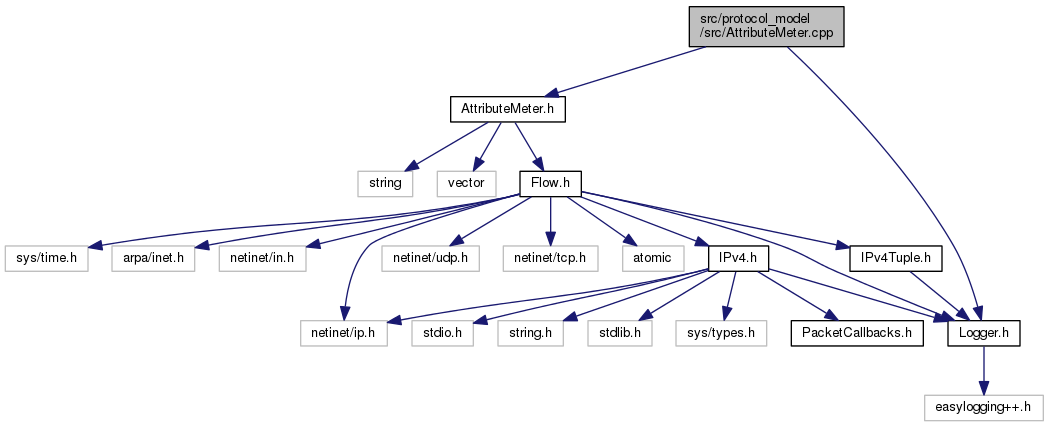 src/protocol_model
/src/AttributeMeter.cpp
AttributeMeter.h
string
vector
Flow.h
sys/time.h
arpa/inet.h
netinet/in.h
netinet/udp.h
netinet/tcp.h
atomic
IPv4.h
IPv4Tuple.h
netinet/ip.h
stdio.h
string.h
stdlib.h
sys/types.h
PacketCallbacks.h
Logger.h
easylogging++.h